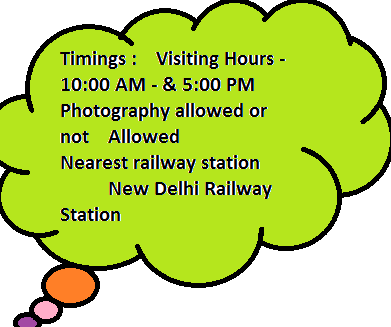 Timings :    Visiting Hours -
10:00 AM - & 5:00 PM
Photography allowed or
not    Allowed
Nearest railway station
New Delhi Railway
Station